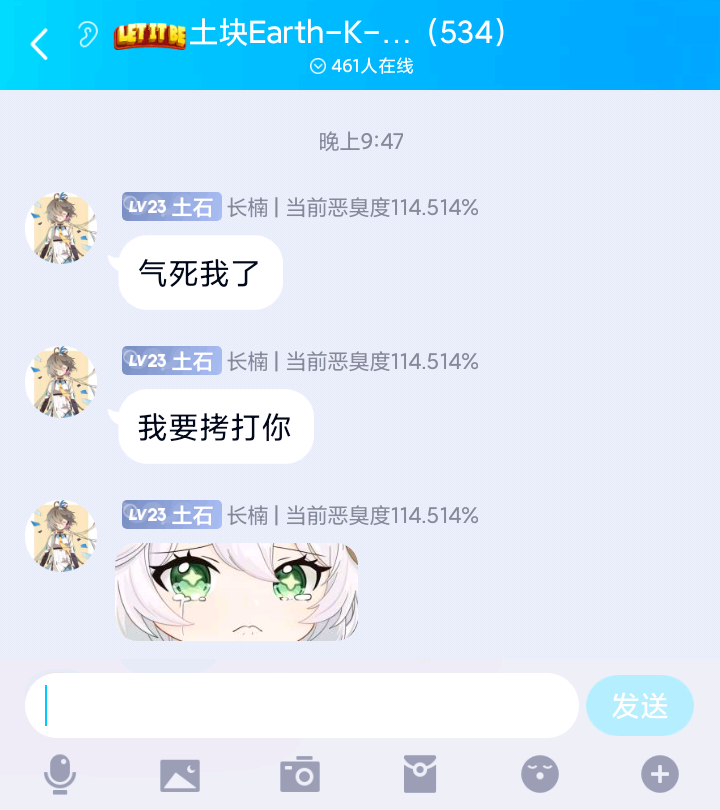 LET IT BE 土块Earth-K-...（534）
461人在线
晚上9:47
LV23 土石 长楠 | 当前恶臭度114.514%
气死我了
LV23 土石 长楠 | 当前恶臭度114.514%
我要拷打你
LV23 土石 长楠 | 当前恶臭度114.514%
发送